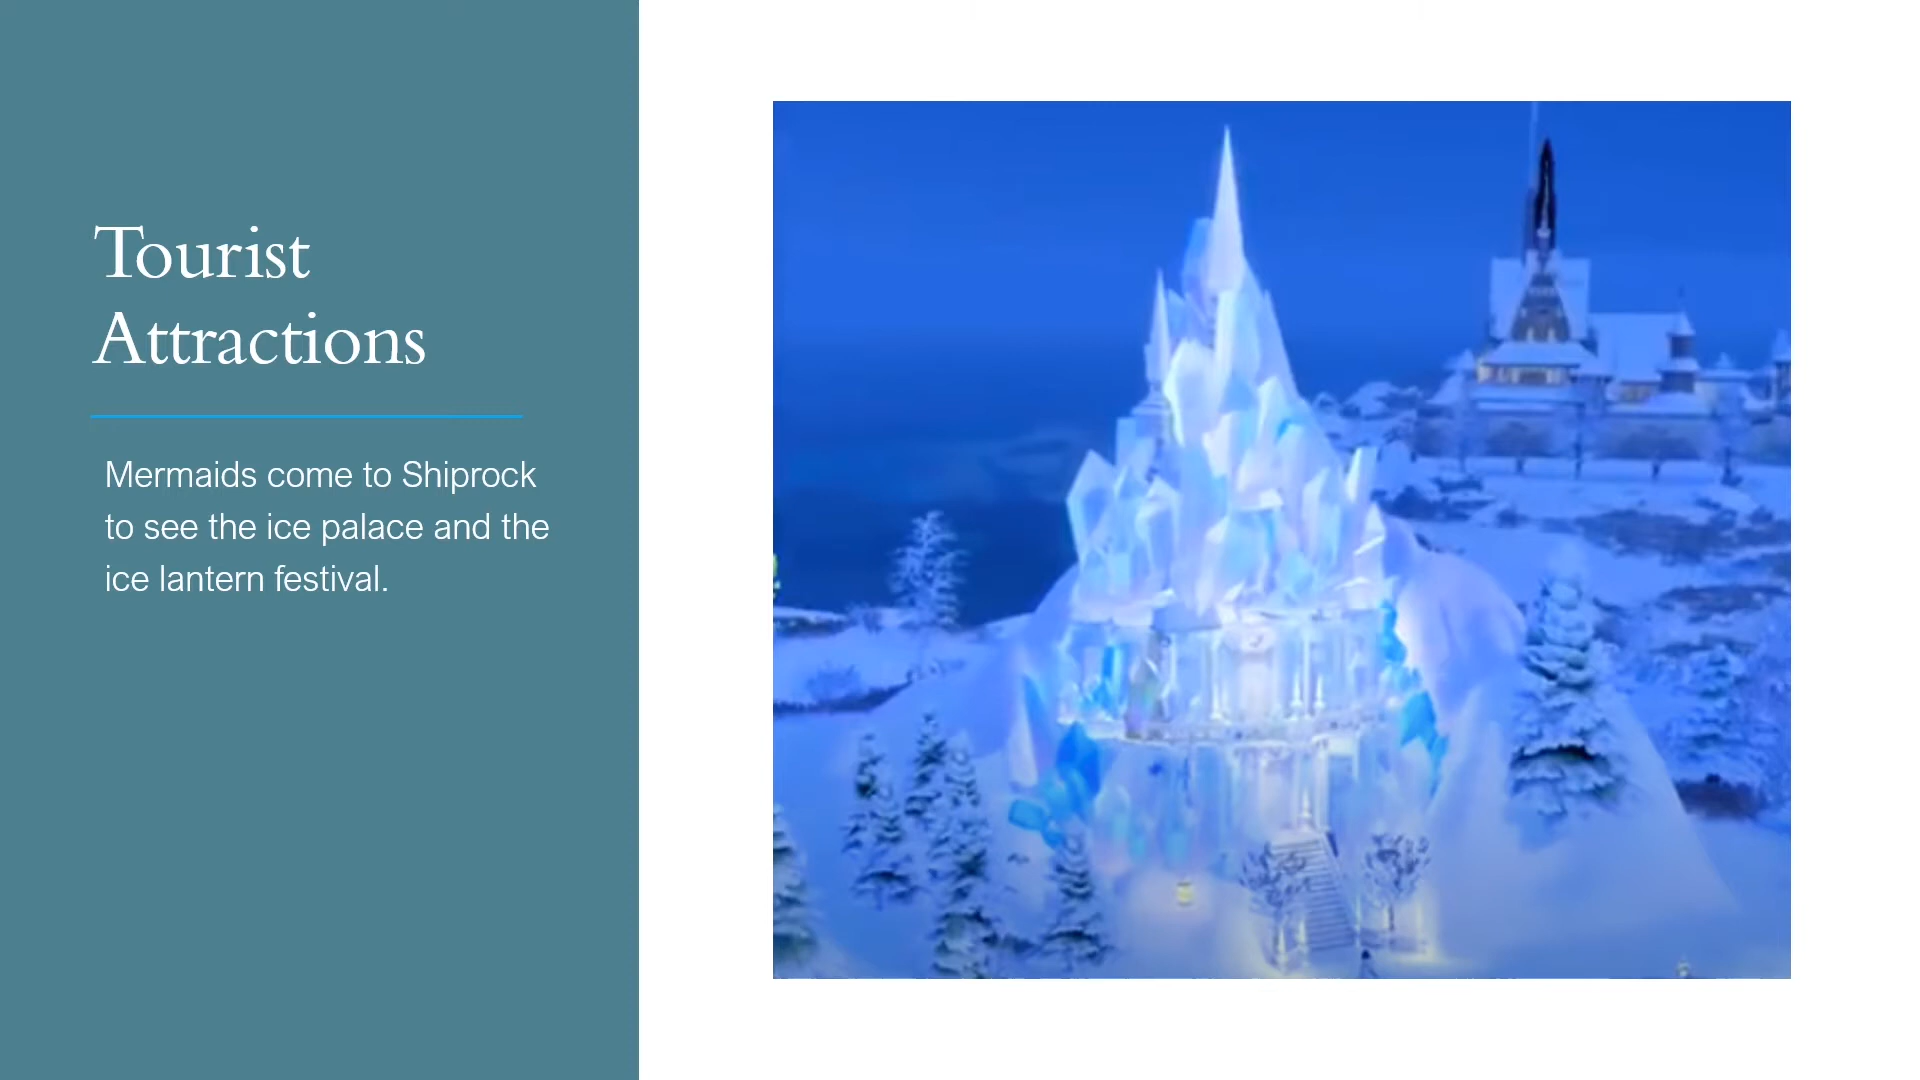 Tourist
Attractions
Mermaids come to Shiprock
to see the ice palace and the
ice lantern festival.